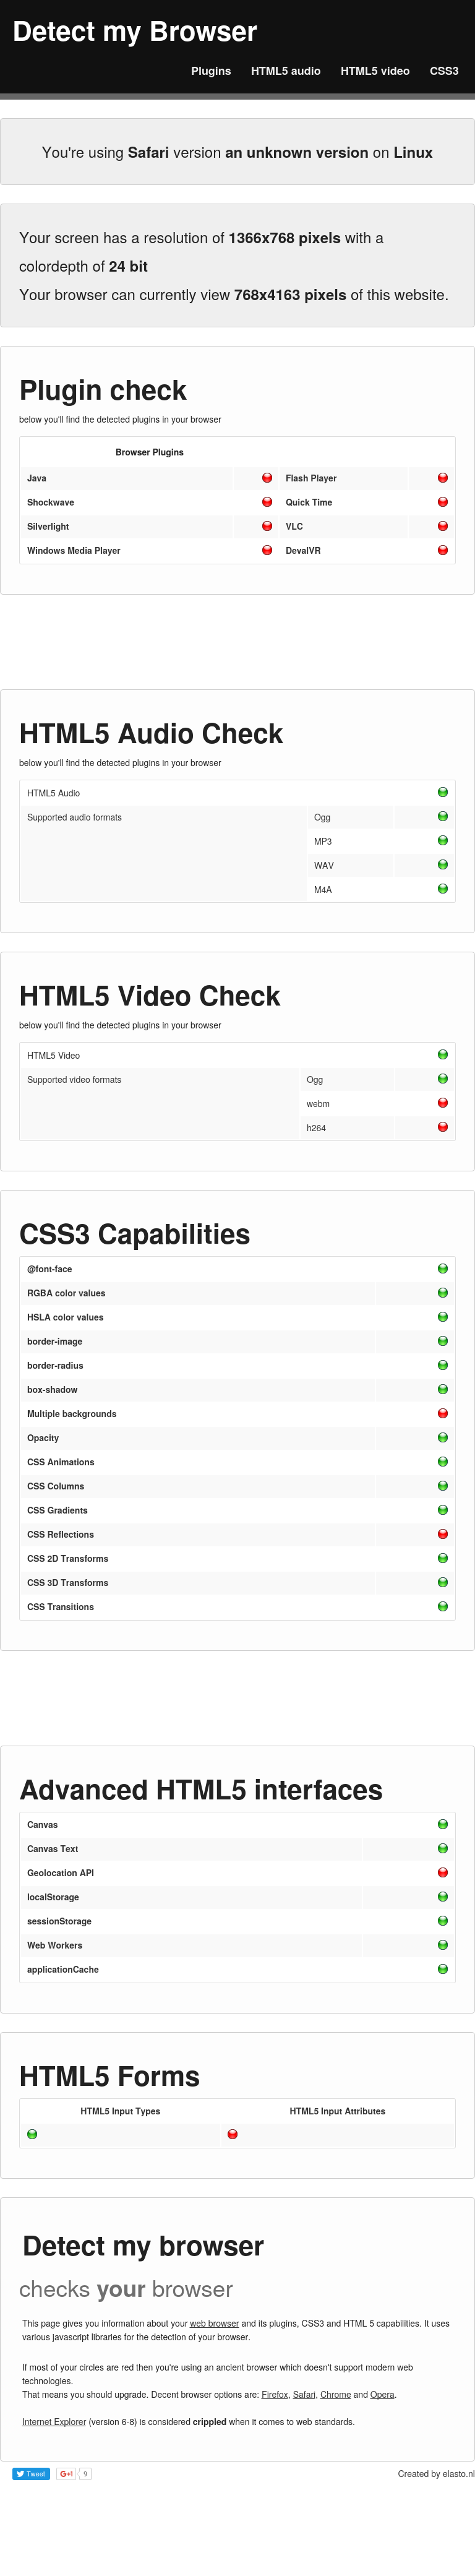 Detect my Browser
Plugins HTML5 audio HTML5 video CSS3
You're using Safari version an unknown version on Linux
Your screen has a resolution of 1366x768 pixels with a
colordepth of 24 bit
Your browser can currently view 768x4163 pixels of this website.
Plugin check
below you'll find the detected plugins in your browser
Browser Plugins
Java Flash Player
Shockwave Quick Time
Silverlight VLC
Windows Media Player DevalVR
HTML5 Audio Check
below you'll find the detected plugins in your browser
HTML5 Audio
Supported audio formats Ogg
MP3
WAV
M4A
HTML5 Video Check
below you'll find the detected plugins in your browser
HTML5 Video
Supported video formats Ogg
webm
h264
CSS3 Capabilities
@font-face
RGBA color values
HSLA color values
border-image
border-radius
box-shadow
Multiple backgrounds
Opacity
CSS Animations
CSS Columns
CSS Gradients
CSS Reflections
CSS 2D Transforms
CSS 3D Transforms
CSS Transitions
Advanced HTML5 interfaces
Canvas
Canvas Text
Geolocation API
localStorage
sessionStorage
Web Workers
applicationCache
HTML5 Forms
HTML5 Input Types HTML5 Input Attributes
Detect my browser
checks your browser
This page gives you information about your web browser and its plugins, CSS3 and HTML 5 capabilities. It uses
various javascript libraries for the detection of your browser.
If most of your circles are red then you're using an ancient browser which doesn't support modern web
technologies.
That means you should upgrade. Decent browser options are: Firefox, Safari, Chrome and Opera.
Internet Explorer (version 6-8) is considered crippled when it comes to web standards.
Tweet G+1 9 Created by elasto.nl